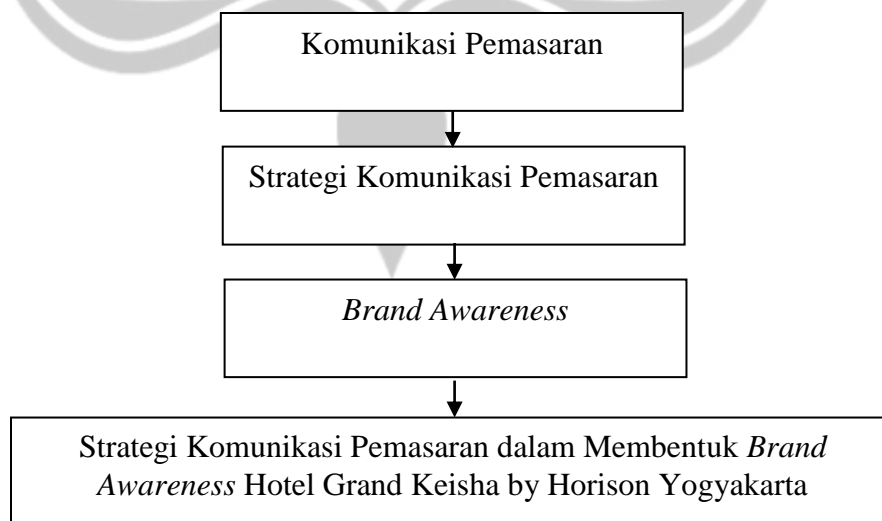 Komunikasi Pemasaran
Strategi Komunikasi Pemasaran
Brand Awareness
Strategi Komunikasi Pemasaran dalam Membentuk Brand
Awareness Hotel Grand Keisha by Horison Yogyakarta